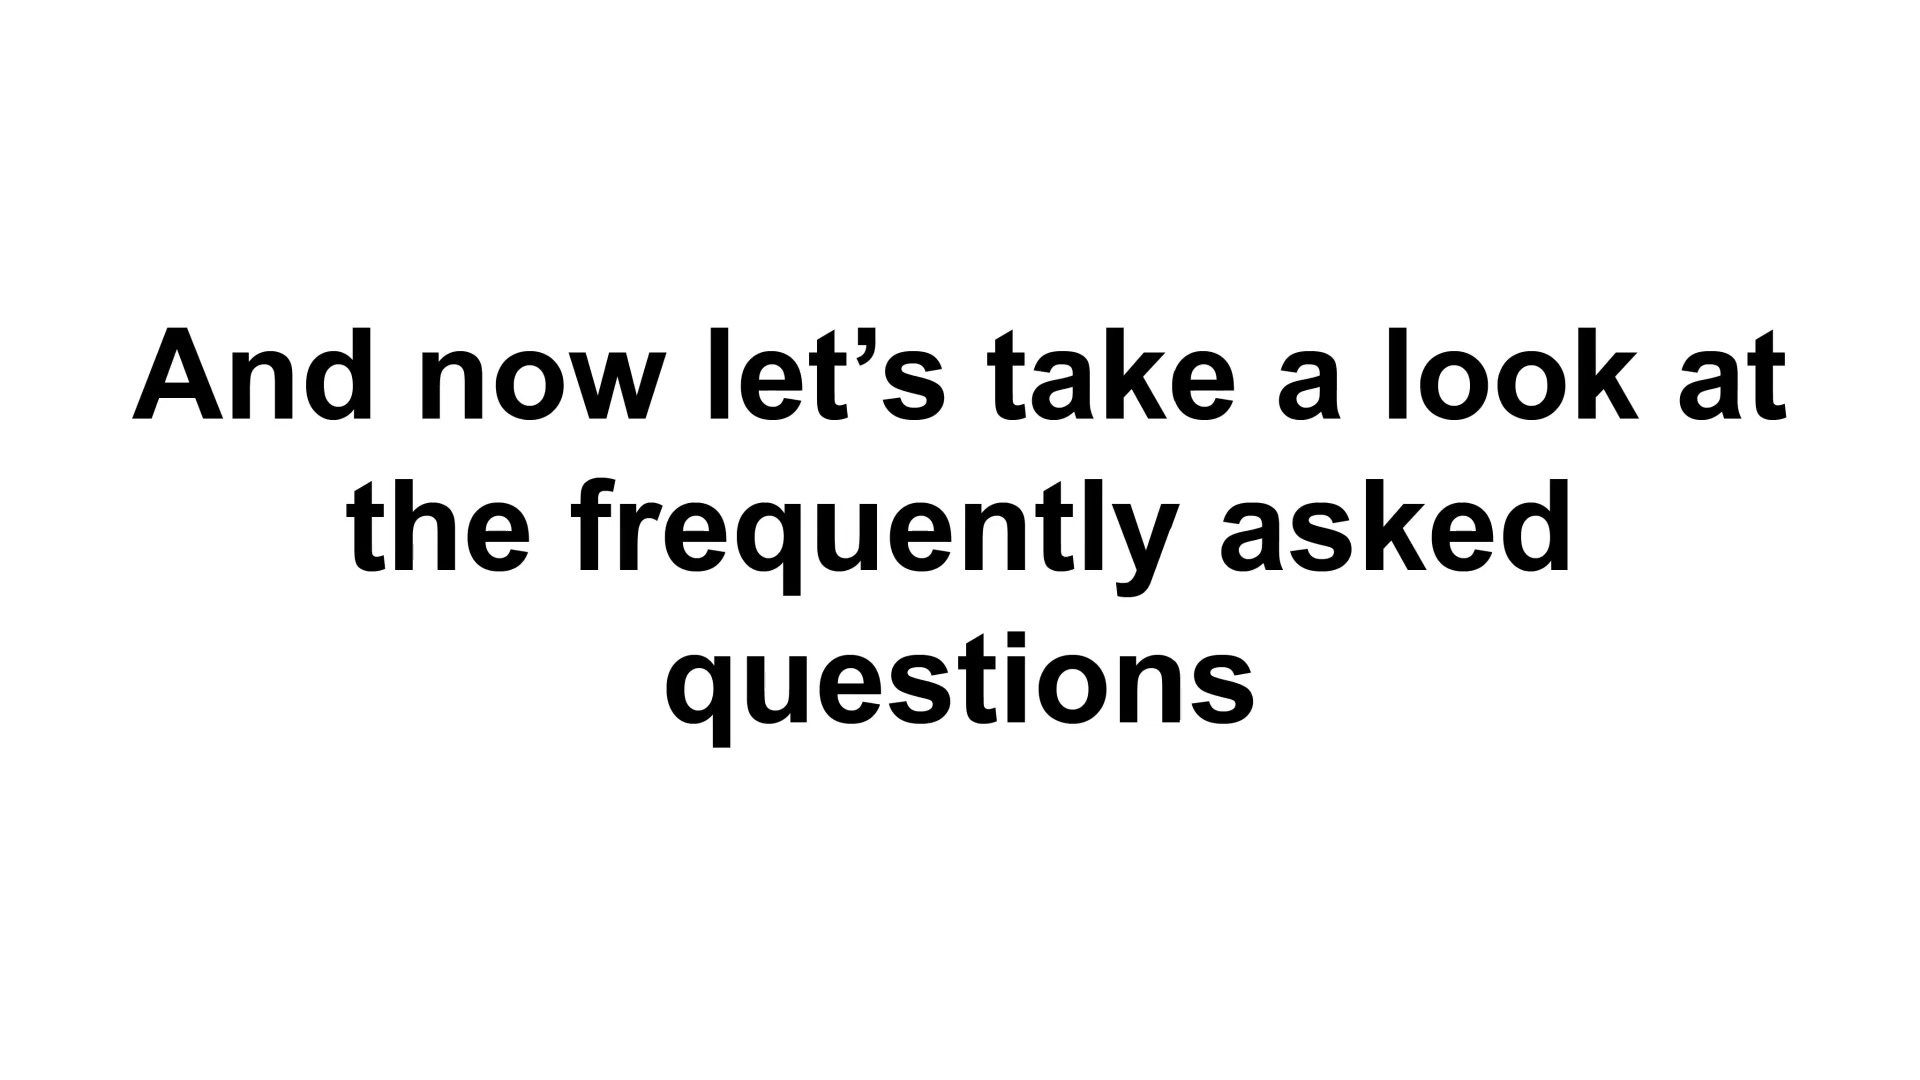 And now let’s take a look at
the frequently asked
questions